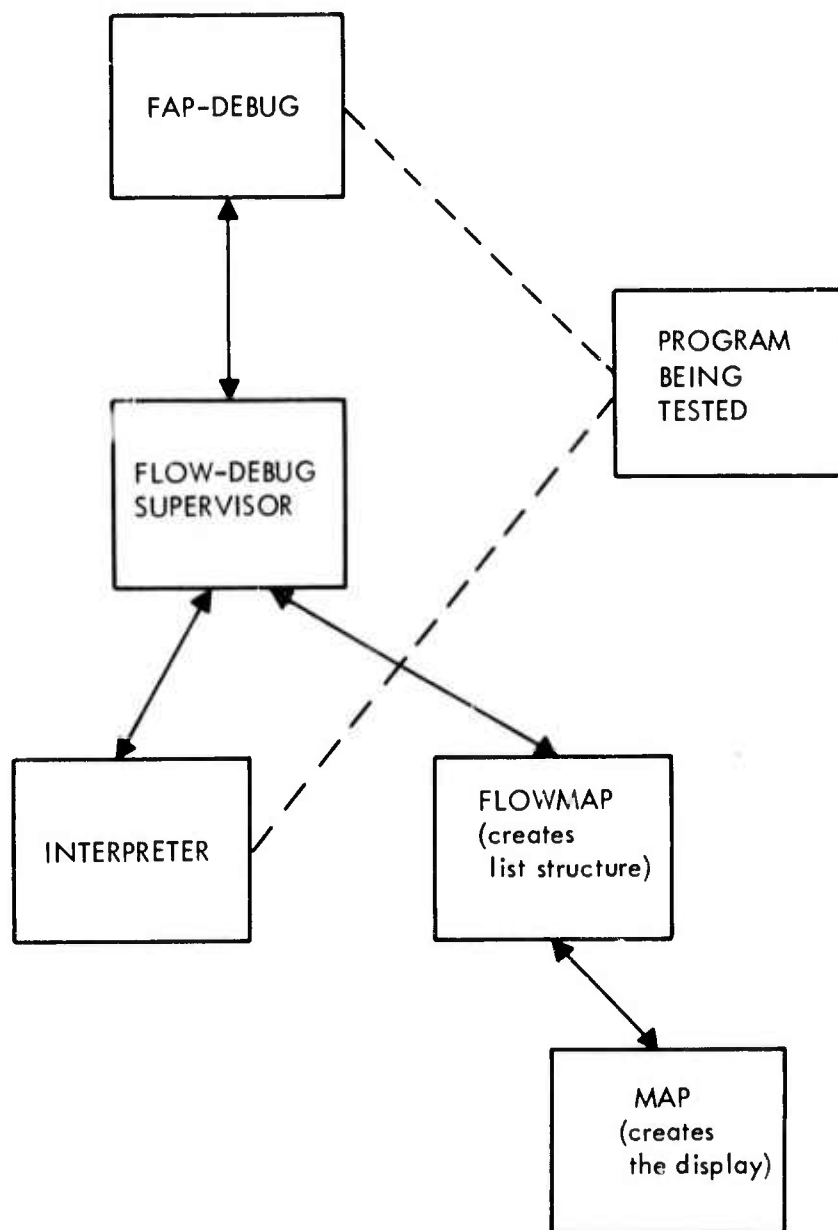 FAP-DEBUG
PROGRAM
BEING
TESTED
FLOW-DEBUG
SUPERVISOR
INTERPRETER
FLOWMAP
(creates
list structure)
MAP
(creates
the display)